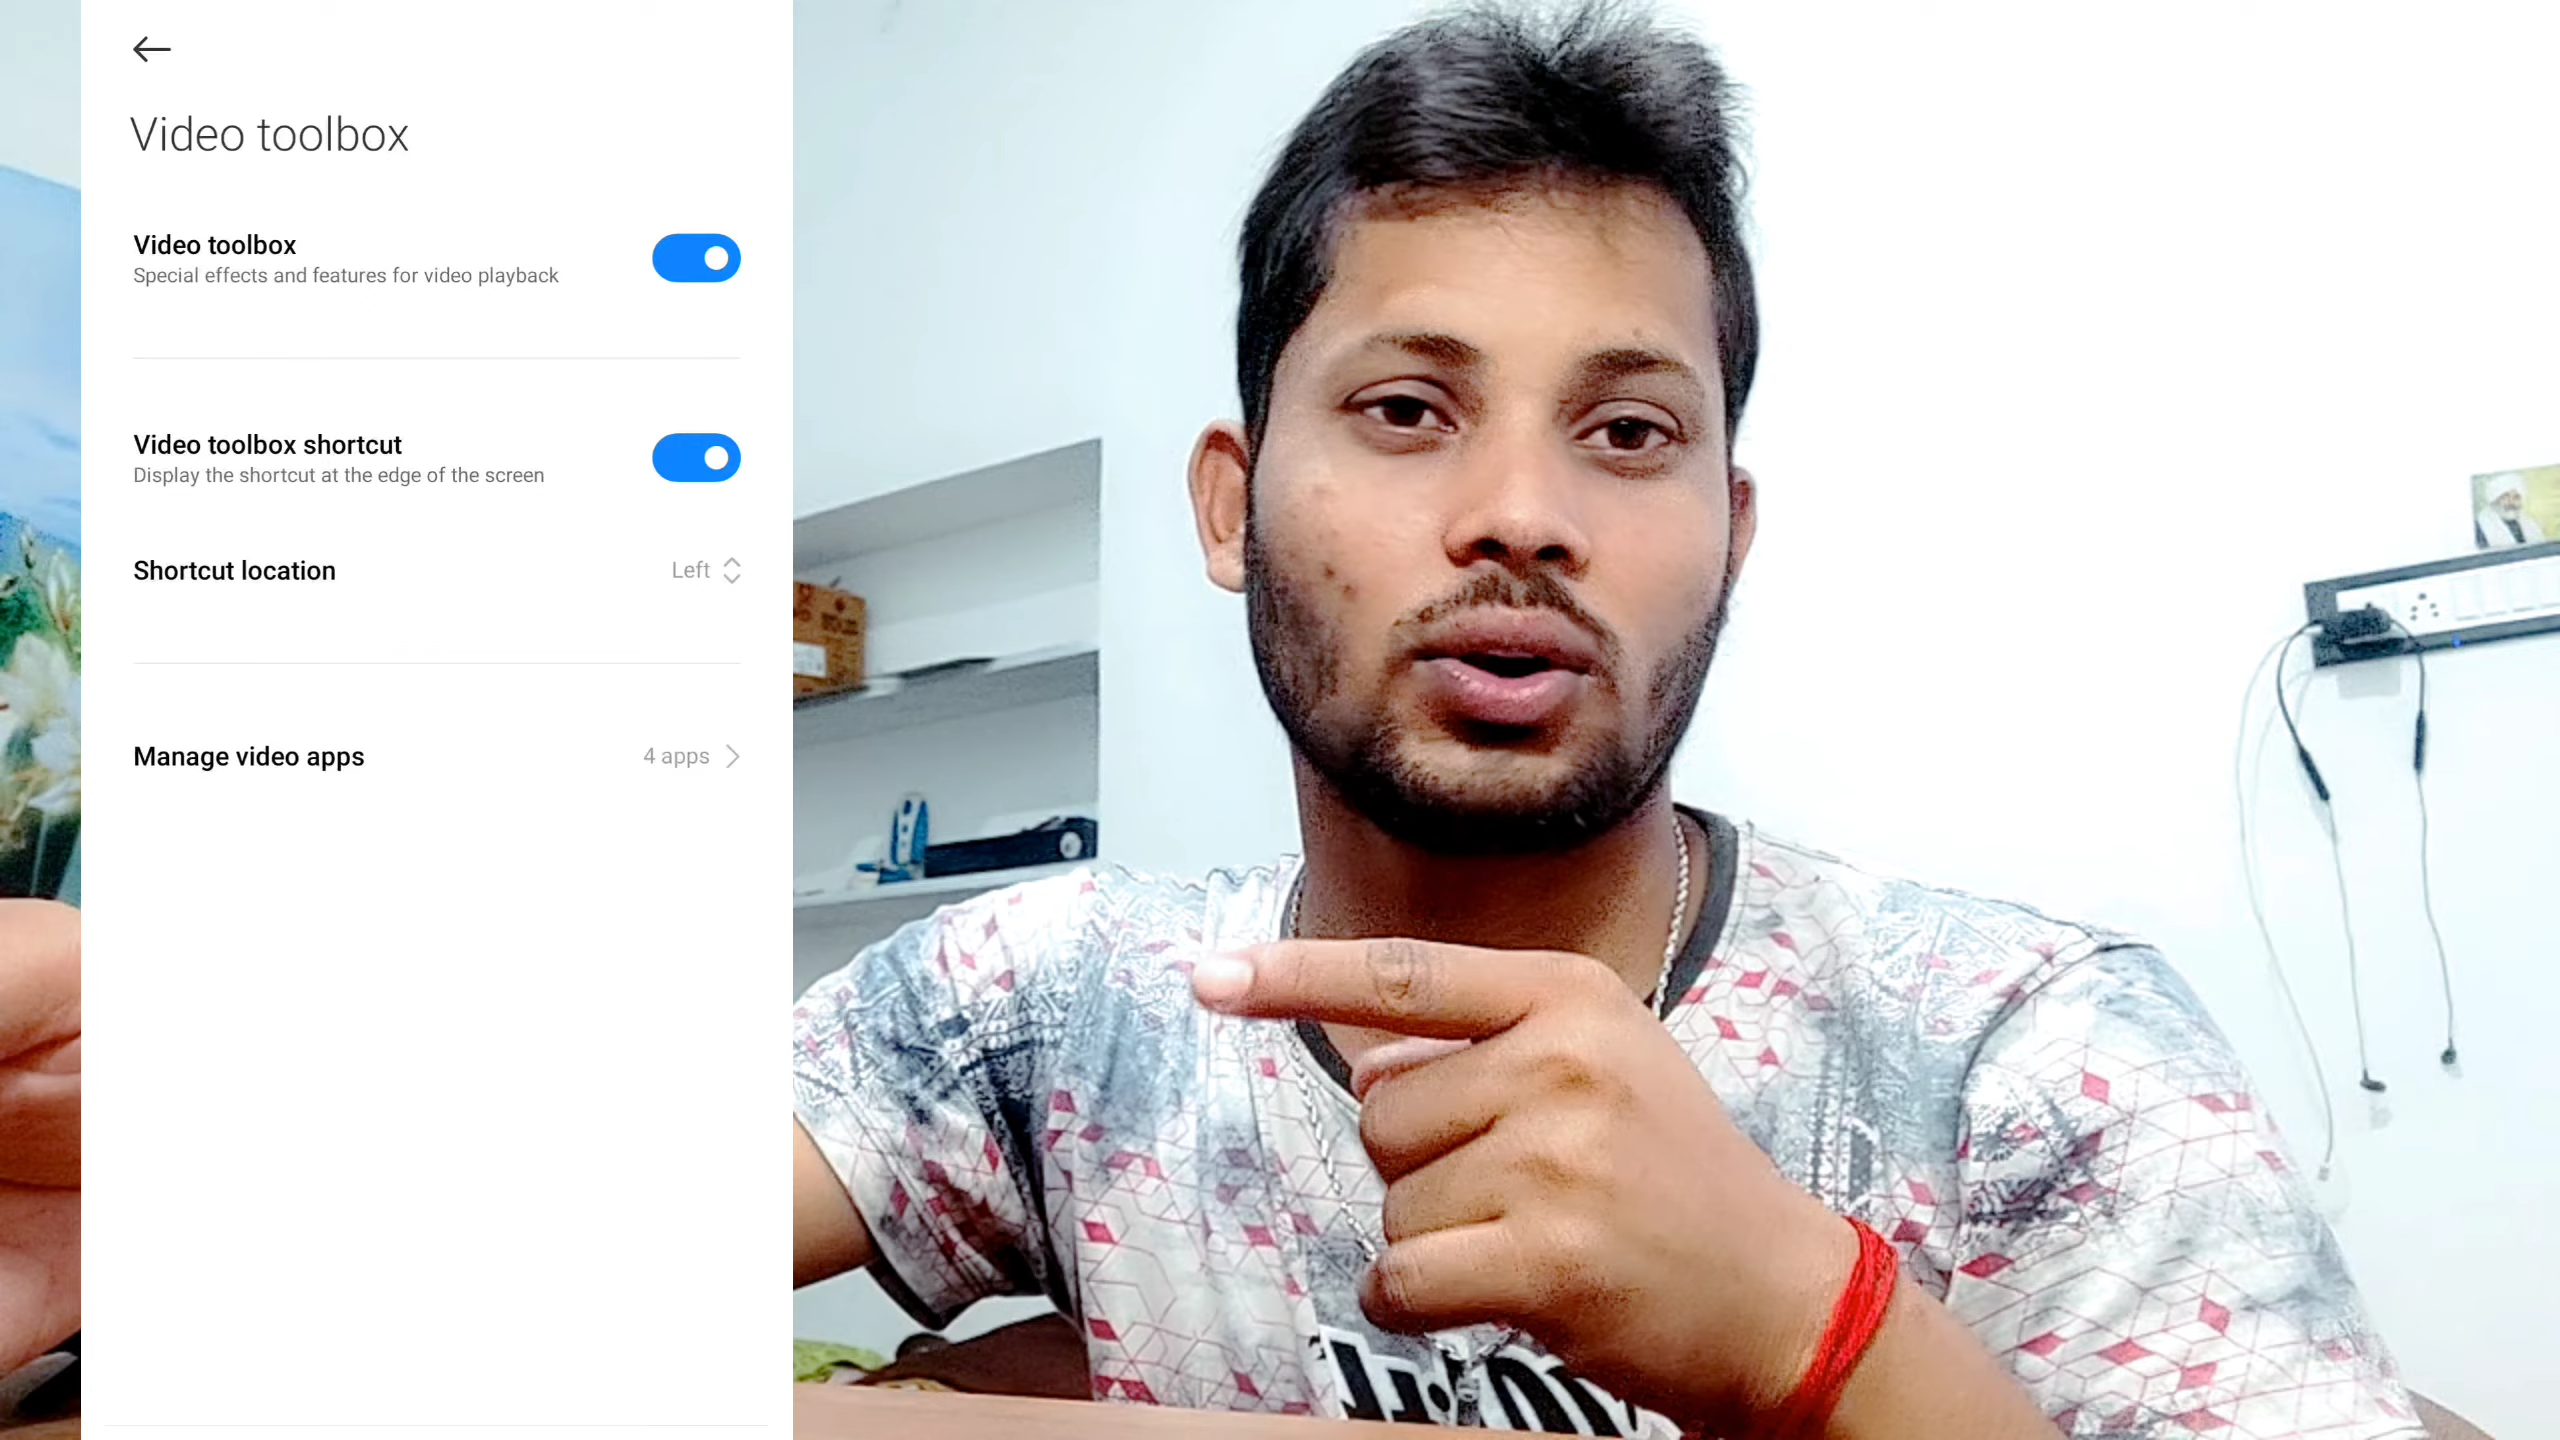 Video toolbox
Video toolbox
Special effects and features for video playback
Video toolbox shortcut
Display the shortcut at the edge of the screen
Shortcut location
Left
Manage video apps
4 apps